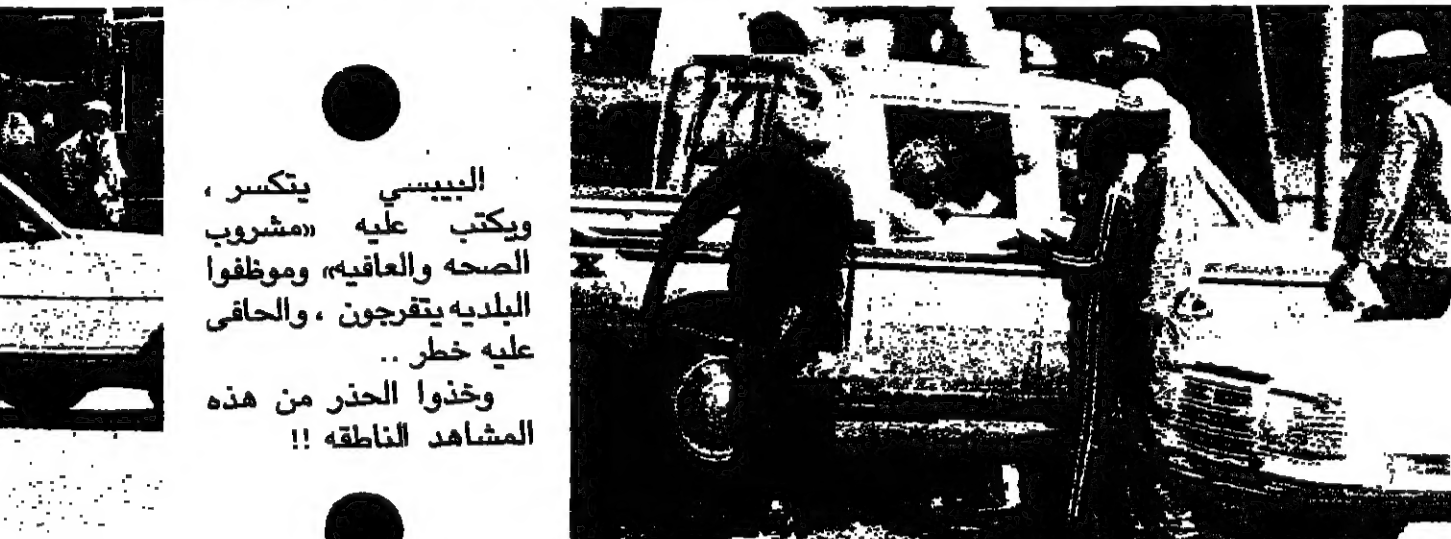 البيبسي يتكسر ،
ويكتب عليه «مشروب
الصحه والعافيه» وموظفوا
البلديه يتفرجون ، والحافى
عليه خطر ..
وخذوا الحذر من هذه
المشاهد الناطقه !!